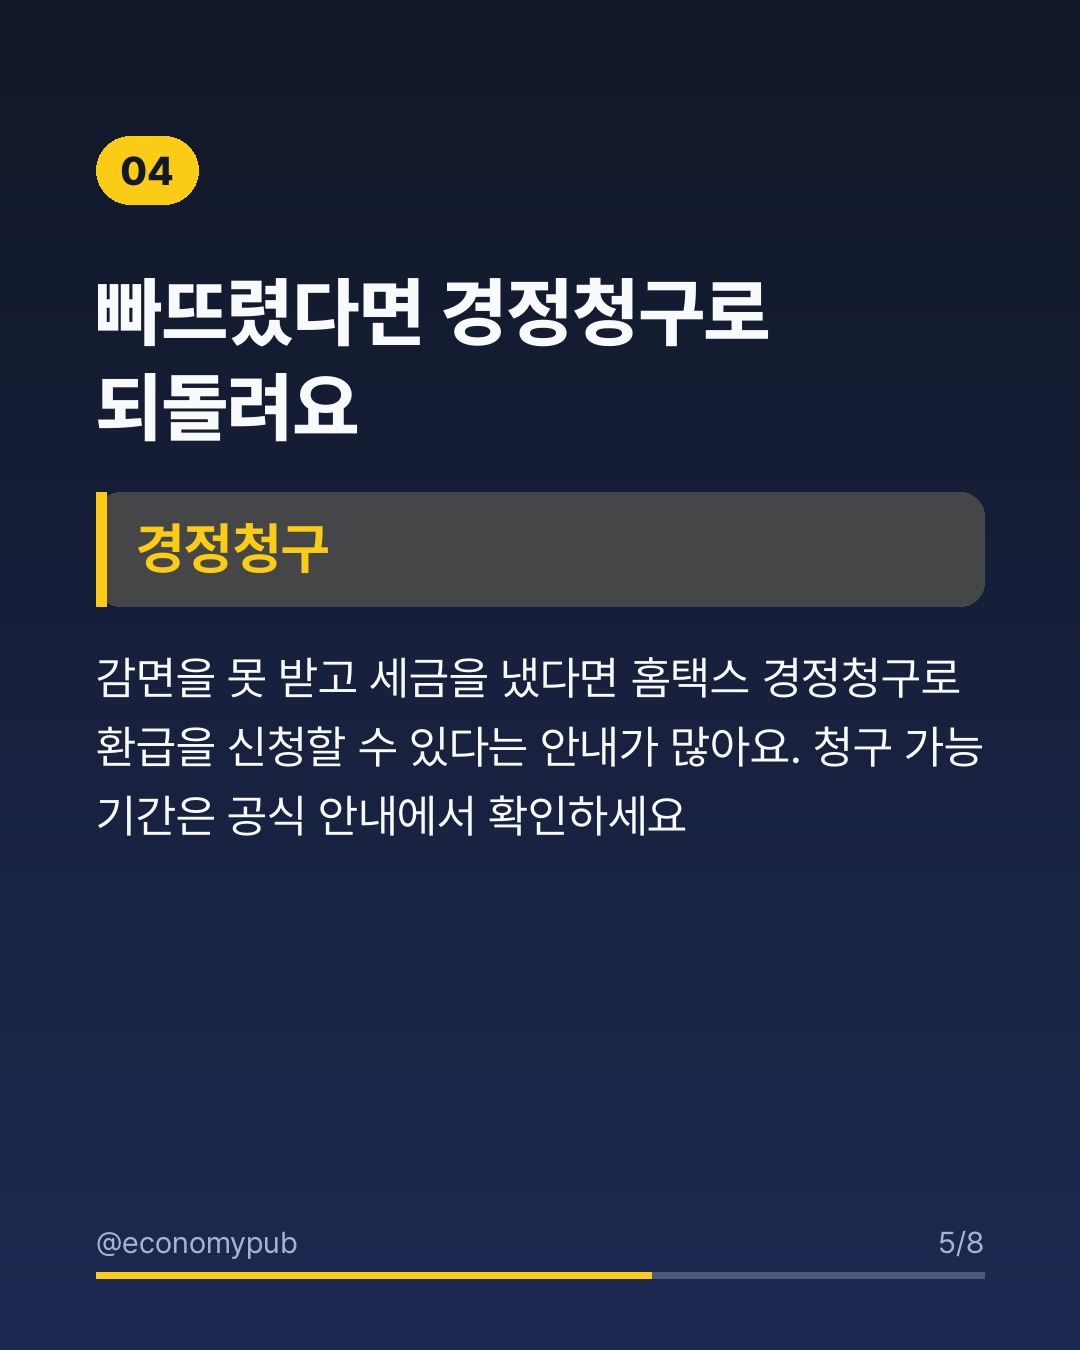 04
빠뜨렸다면 경정청구로
되돌려요
경정청구
감면을 못 받고 세금을 냈다면 홈택스 경정청구로
환급을 신청할 수 있다는 안내가 많아요. 청구 가능
기간은 공식 안내에서 확인하세요
@economypub
5/8